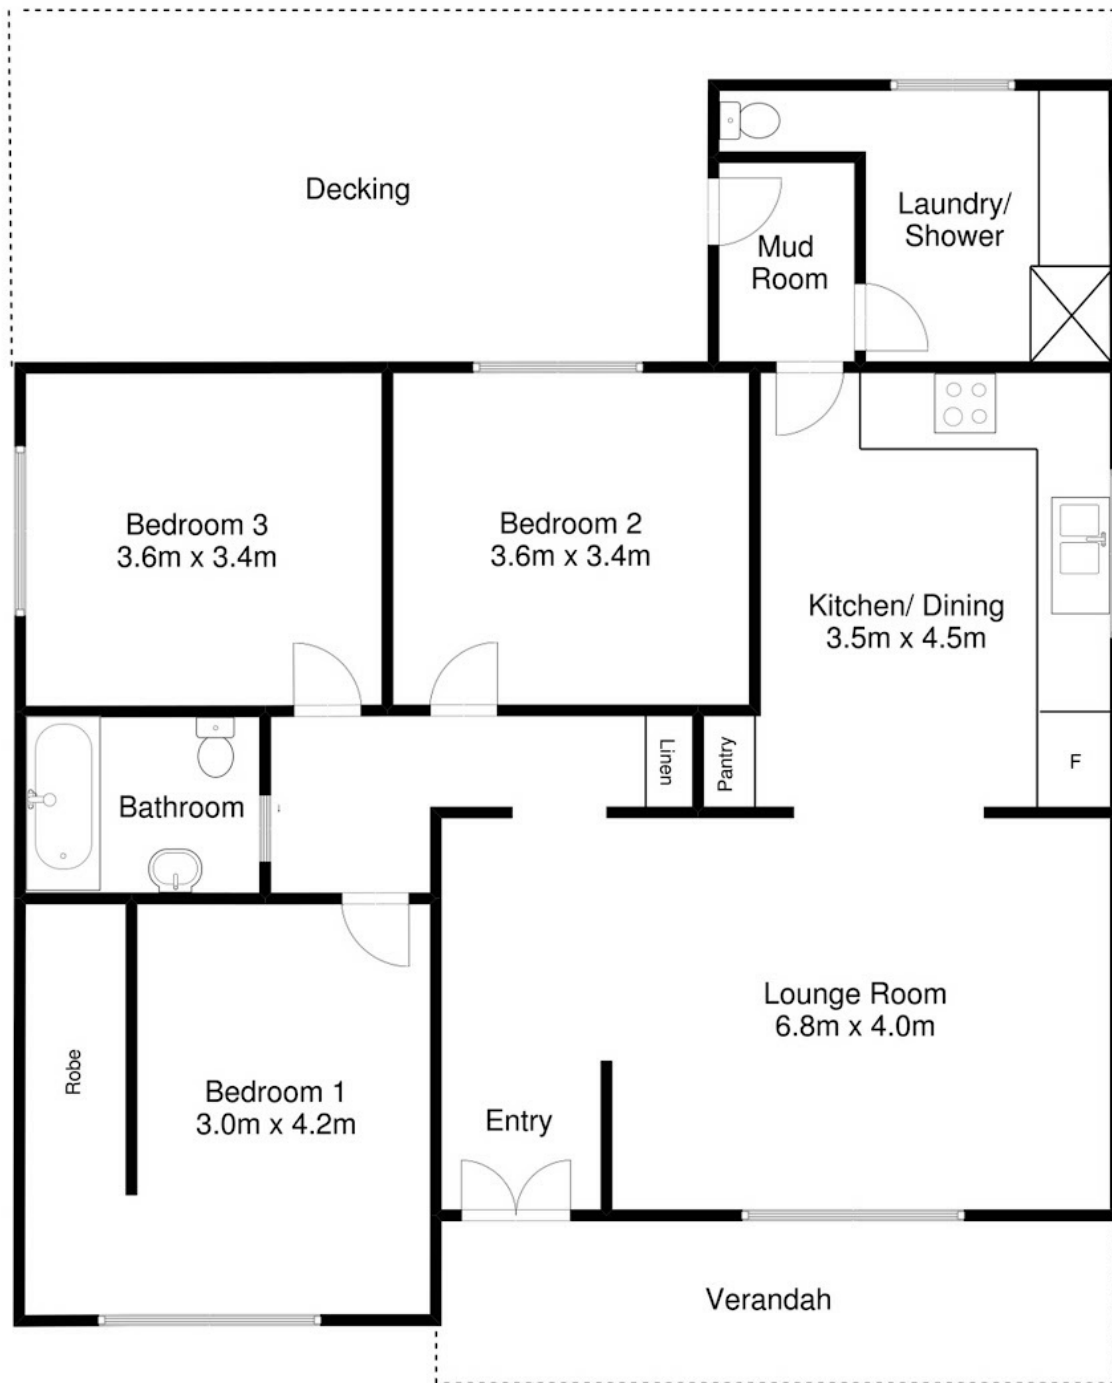 Decking
Laundry/
Shower
Mud
Room
Bedroom 3
3.6m x 3.4m
Bedroom 2
3.6m x 3.4m
Kitchen/ Dining
3.5m x 4.5m
Linen
Pantry
F
Bathroom
Lounge Room
6.8m x 4.0m
Robe
Bedroom 1
3.0m x 4.2m
Entry
Verandah